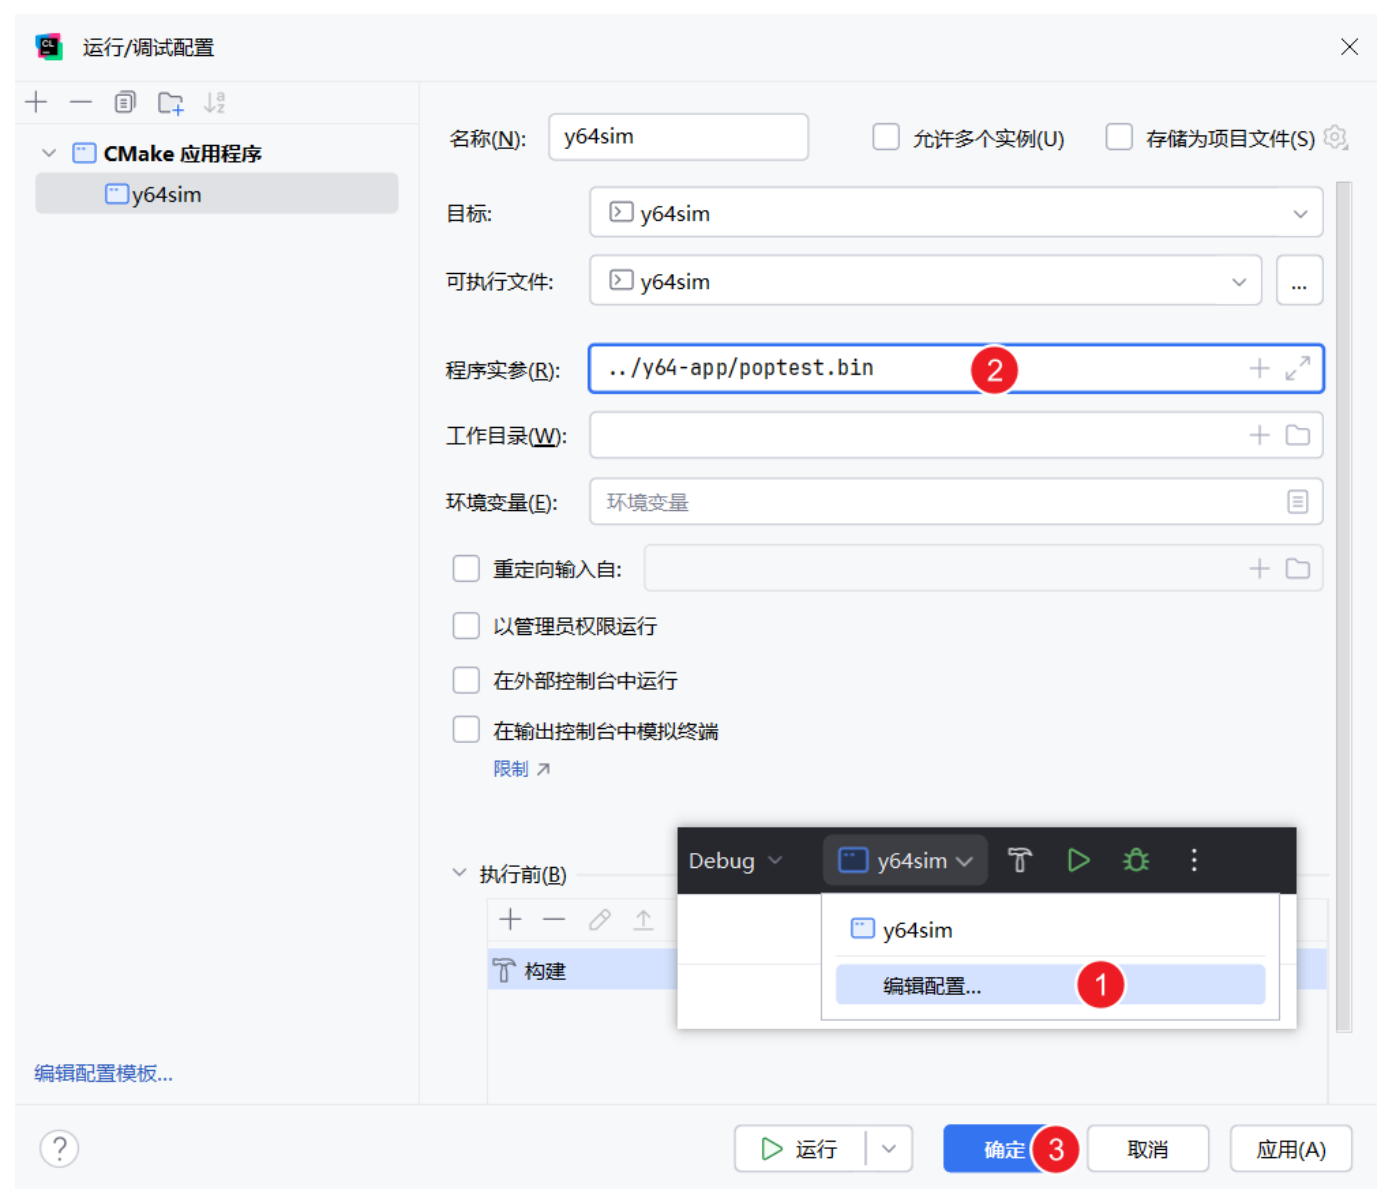 运行/调试配置
CMake 应用程序
y64sim
名称(N): y64sim 允许多个实例(U) 存储为项目文件(S)
目标: y64sim
可执行文件: y64sim ...
程序实参(R): ../y64-app/poptest.bin 2
工作目录(W):
环境变量(E): 环境变量
重定向输入自:
以管理员权限运行
在外部控制台中运行
在输出控制台中模拟终端
限制
执行前(B)
构建
Debug y64sim
y64sim
编辑配置... 1
编辑配置模板...
? 运行 确定 3 取消 应用(A)